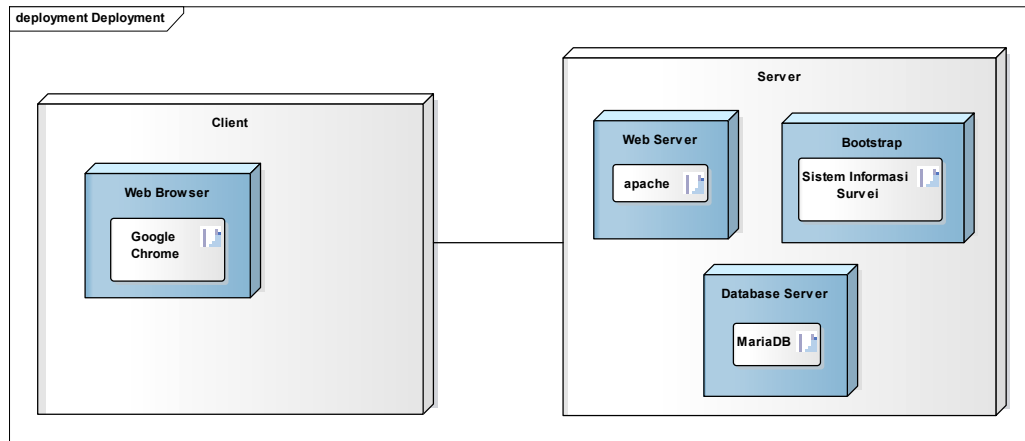 deployment Deployment
Client
Web Browser
Google
Chrome
Server
Web Server
apache
Bootstrap
Sistem Informasi
Survei
Database Server
MariaDB